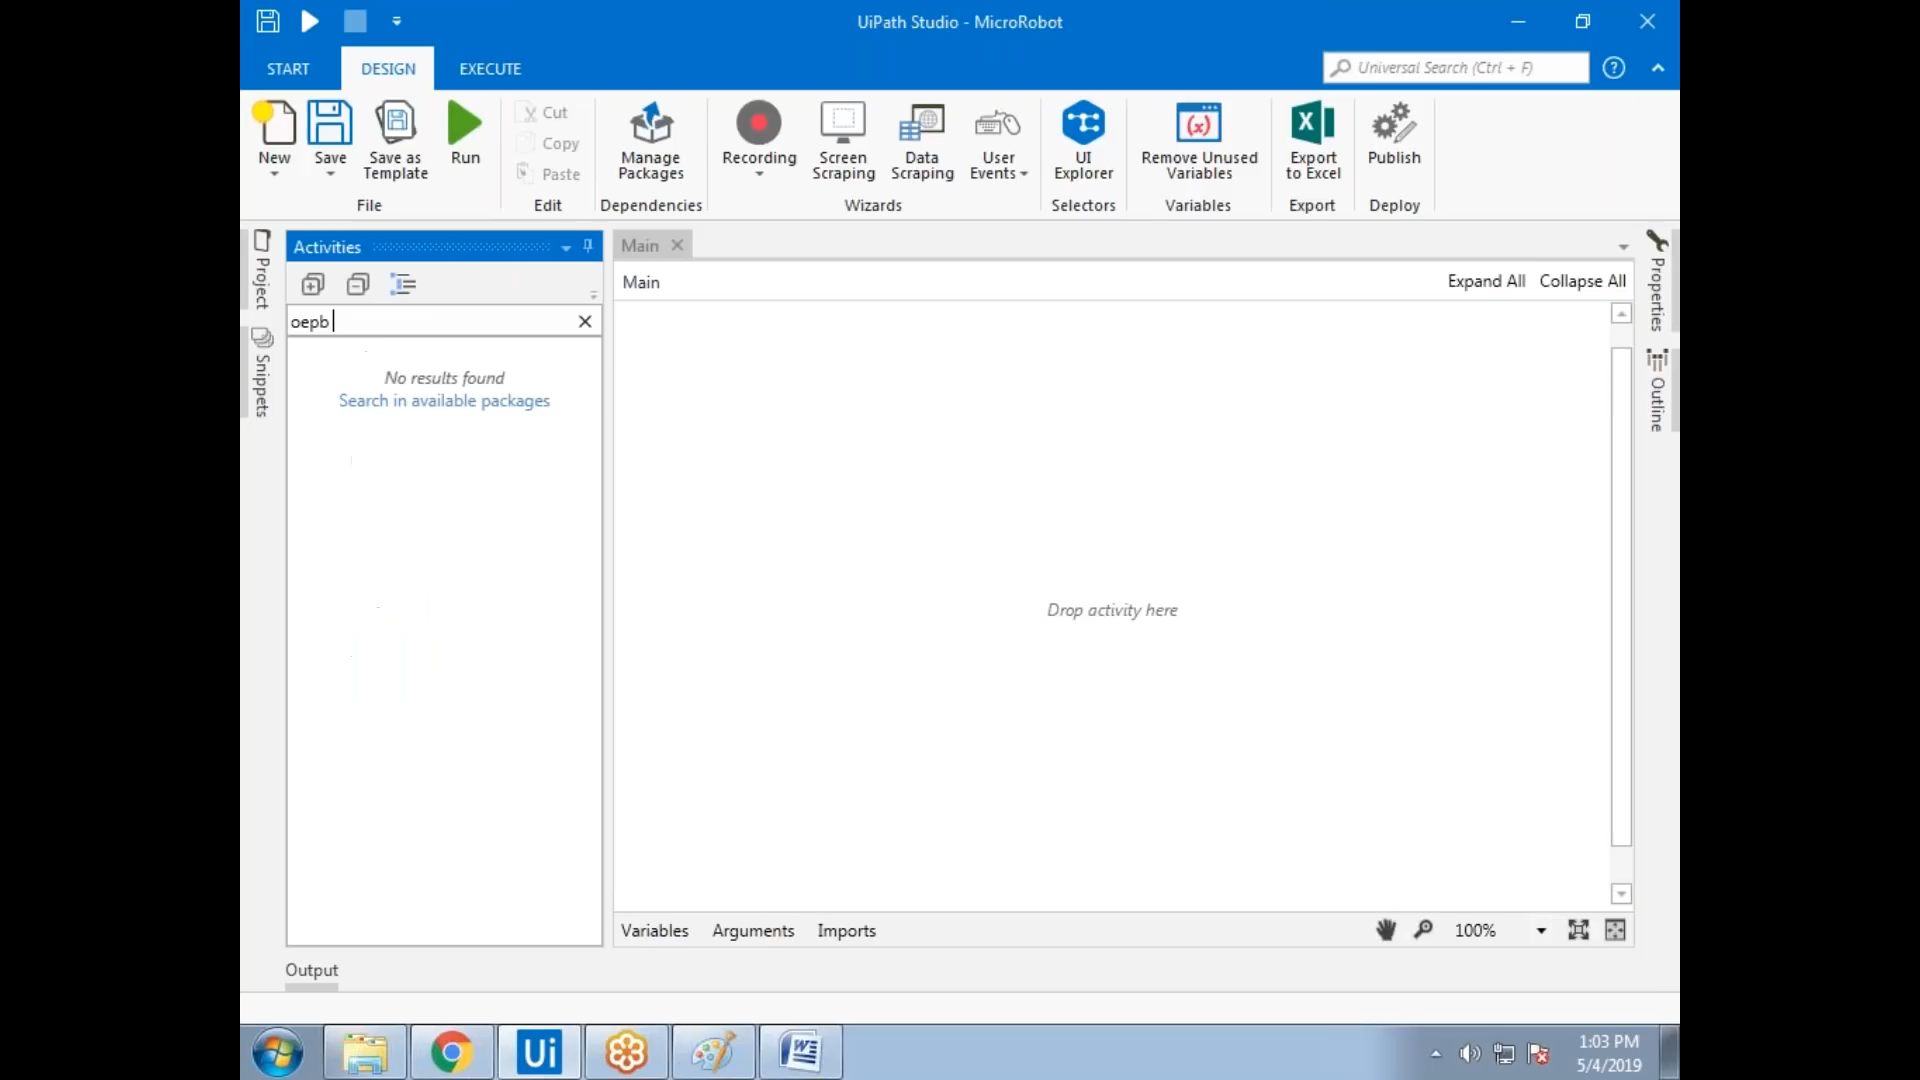 UiPath Studio - MicroRobot
START
DESIGN
EXECUTE
Universal Search (Ctrl + F)
New
Save
Save as
Template
Run
Cut
Copy
Paste
Manage
Packages
Recording
Screen
Scraping
Data
Scraping
User
Events
UI
Explorer
Remove Unused
Variables
Export
to Excel
Publish
File
Edit
Dependencies
Wizards
Selectors
Variables
Export
Deploy
Project
Snippets
Activities
oepb
No results found
Search in available packages
Main
Main
Expand All
Collapse All
Drop activity here
Properties
Outline
Variables
Arguments
Imports
100%
Output
Ui
1:03 PM
5/4/2019